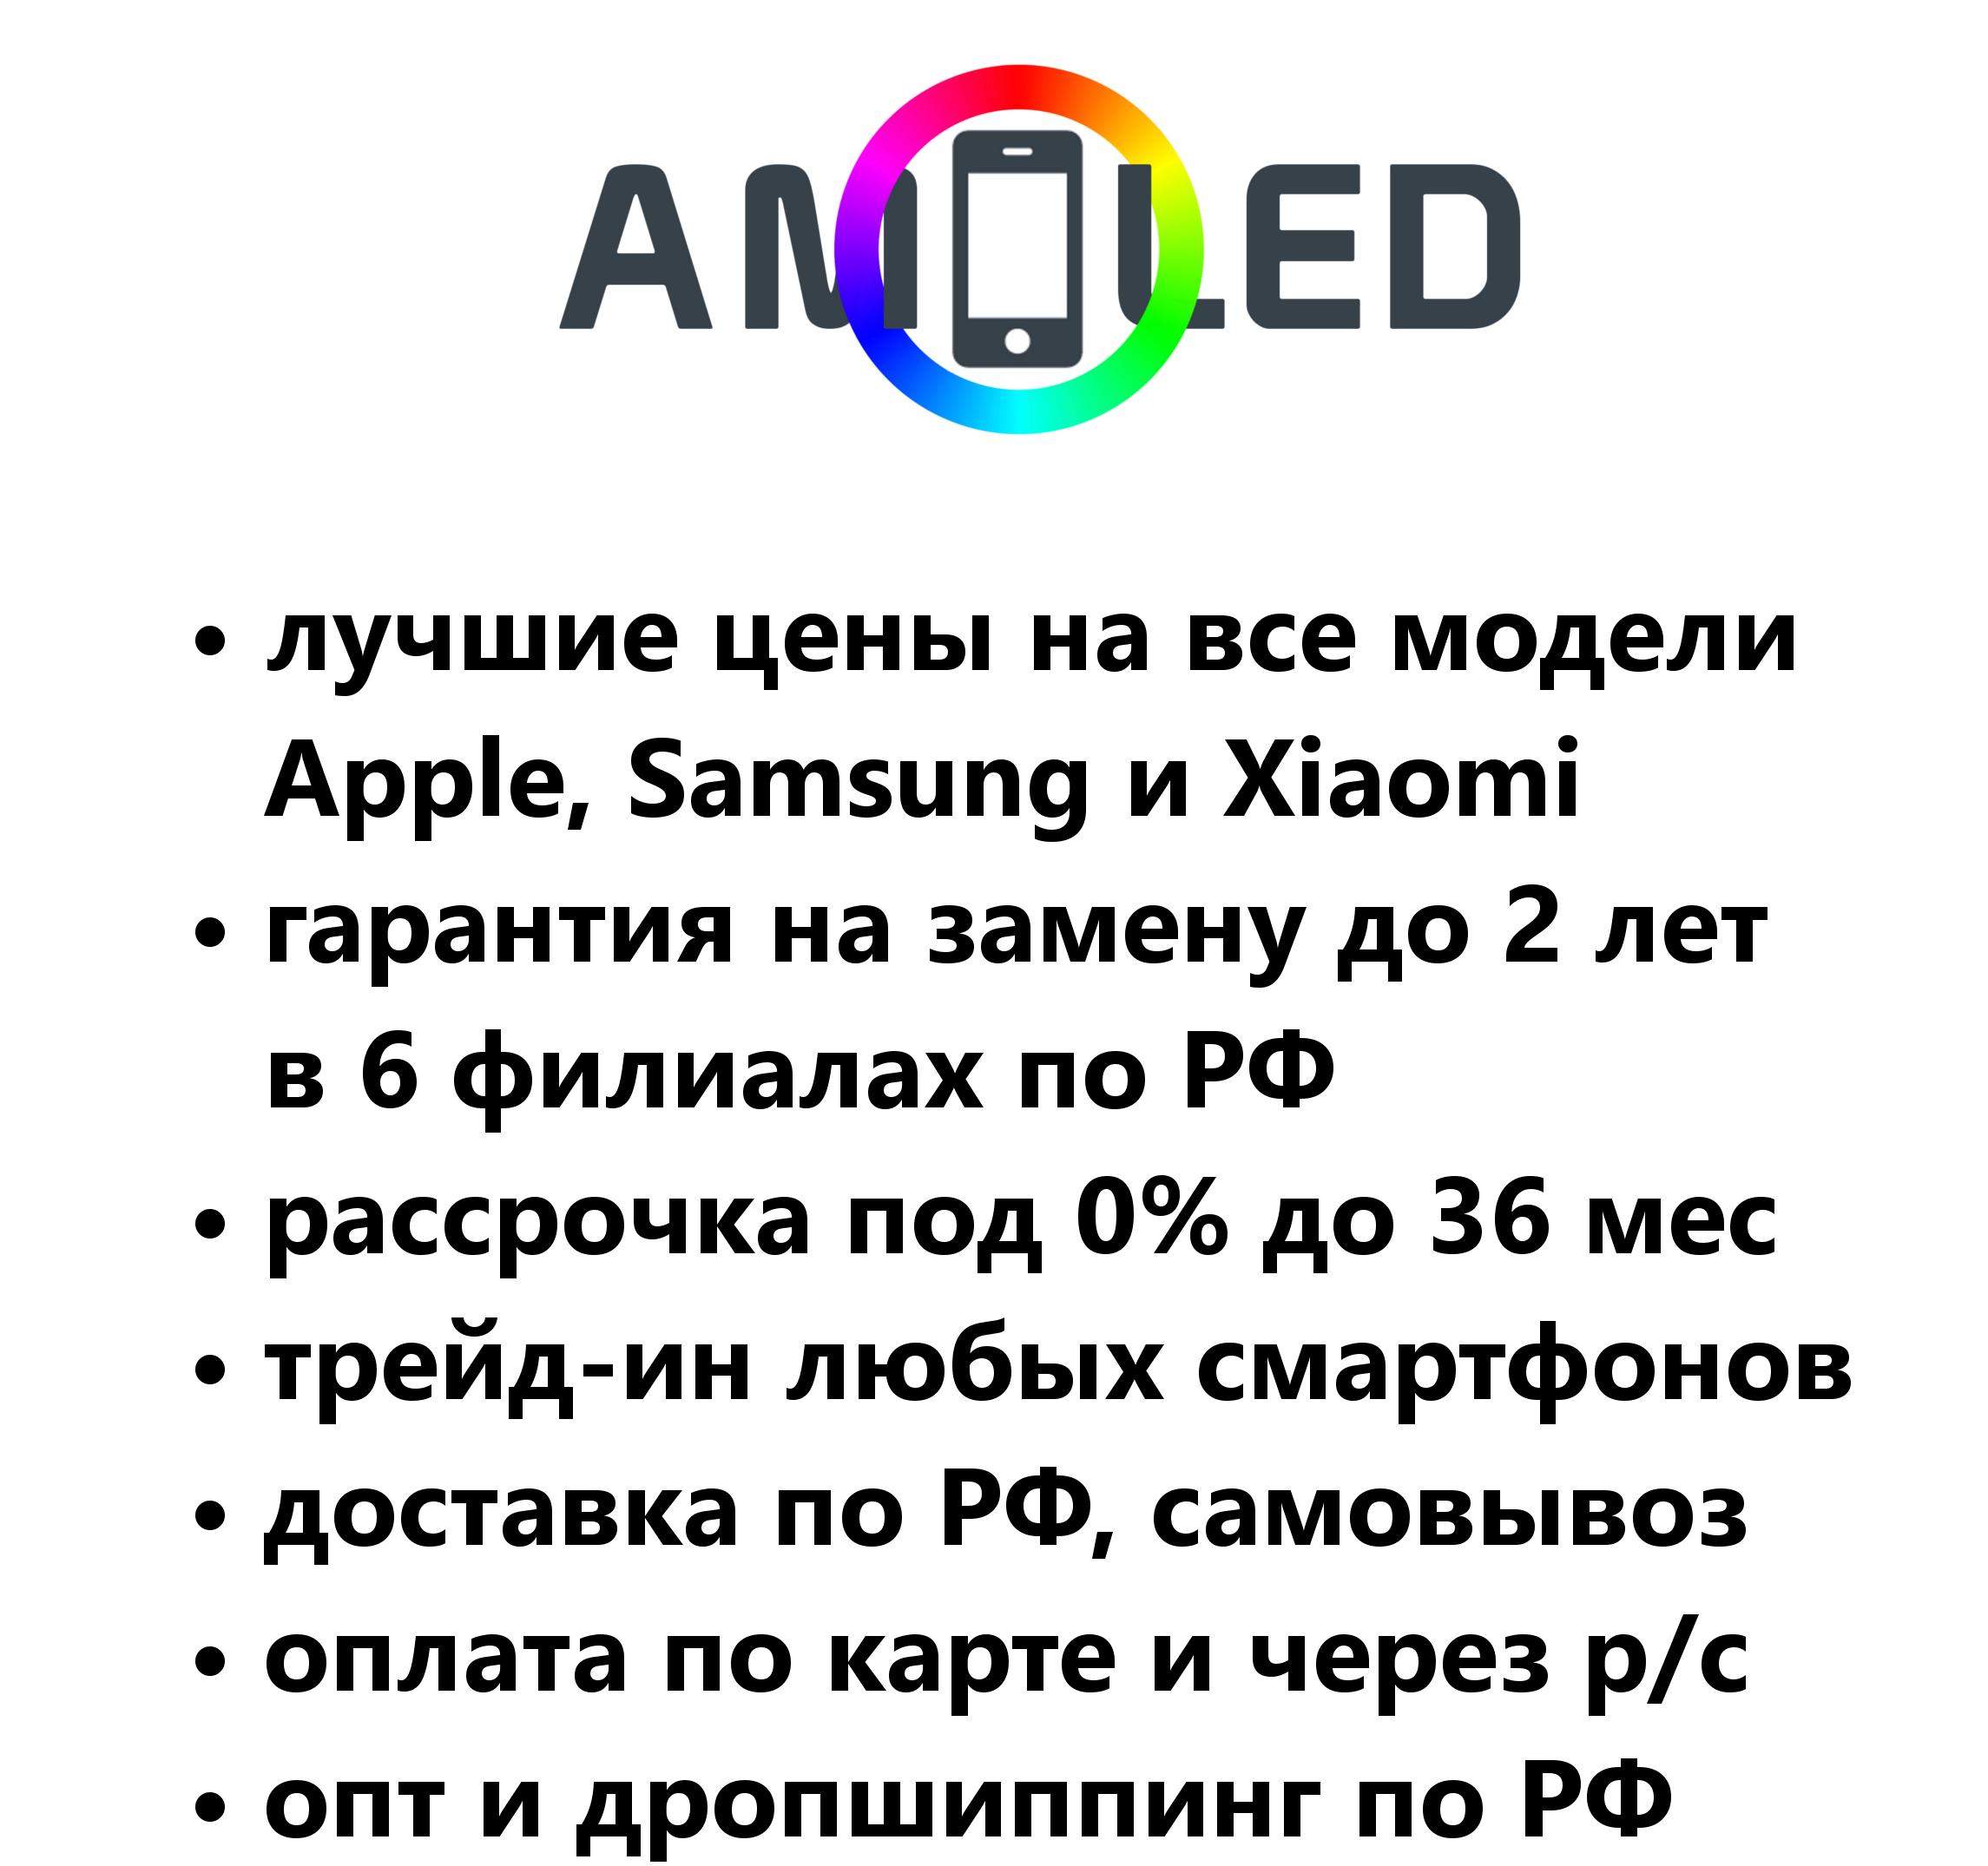 AMOLED
• лучшие цены на все модели
Apple, Samsung и Xiaomi
• гарантия на замену до 2 лет
в 6 филиалах по РФ
• рассрочка под 0% до 36 мес
• трейд-ин любых смартфонов
• доставка по РФ, самовывоз
• оплата по карте и через р/с
• опт и дропшиппинг по РФ